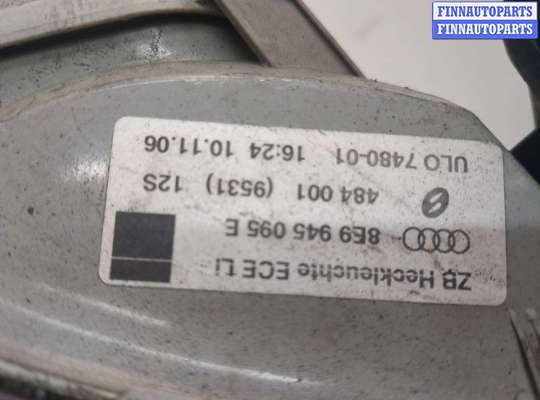 FINNAUTOPARTS
FINNAUTOPARTS
ZB Heckleuchte ECE Li
8E9 945 095 E
484 001 (9531) 12S
ULO 7480-01 16:24 10.11.06